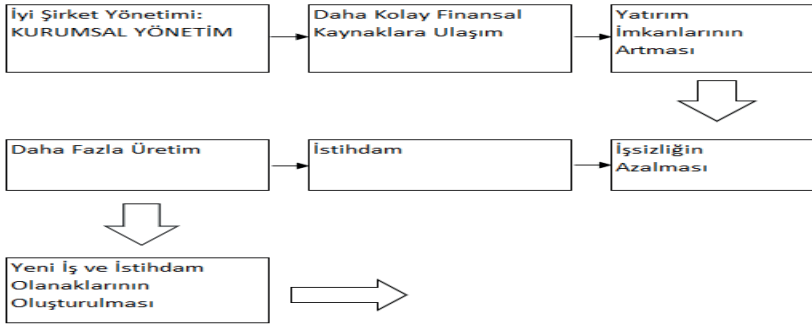 İyi Şirket Yönetimi:
KURUMSAL YÖNETİM
Daha Kolay Finansal
Kaynaklara Ulaşım
Yatırım
İmkanlarının
Artması
Daha Fazla Üretim
İstihdam
İşsizliğin
Azalması
Yeni İş ve İstihdam
Olanaklarının
Oluşturulması